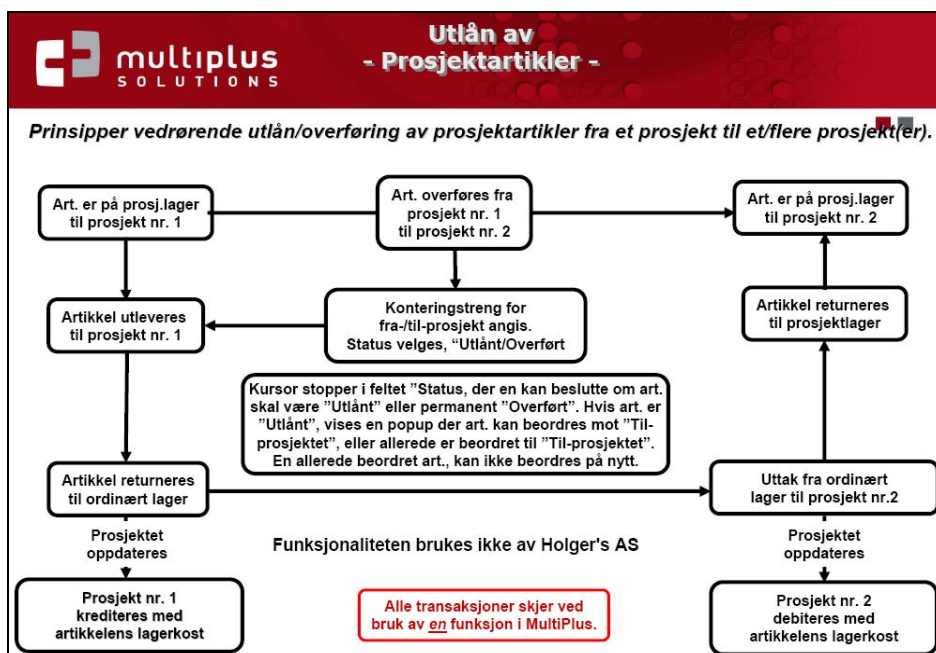 multiplus
SOLUTIONS
Utlån av
- Prosjektartikler -
Prinsipper vedrørende utlån/overføring av prosjektartikler fra et prosjekt til et/flere prosjekt(er).
Art. er på prosj.lager
til prosjekt nr. 1
Art. overføres fra
prosjekt nr. 1
til prosjekt nr. 2
Art. er på prosj.lager
til prosjekt nr. 2
Artikkel utleveres
til prosjekt nr. 1
Konteringstreng for
fra-/til-prosjekt angis.
Status velges, “Utlånt/Overført
Artikkel returneres
til prosjektlager
Kursor stopper i feltet ”Status, der en kan beslutte om art.
skal være ”Utlånt” eller permanent ”Overført”. Hvis art. er
”Utlånt”, vises en popup der art. kan beordres mot ”Til-
prosjektet”, eller allerede er beordret til ”Til-prosjektet”.
En allerede beordret art., kan ikke beordres på nytt.
Artikkel returneres
til ordinært lager
Uttak fra ordinært
lager til prosjekt nr.2
Prosjektet
oppdateres
Funksjonaliteten brukes ikke av Holger's AS
Prosjektet
oppdateres
Prosjekt nr. 1
krediteres med
artikkelens lagerkost
Alle transaksjoner skjer ved
bruk av en funksjon i MultiPlus.
Prosjekt nr. 2
debiteres med
artikkelens lagerkost